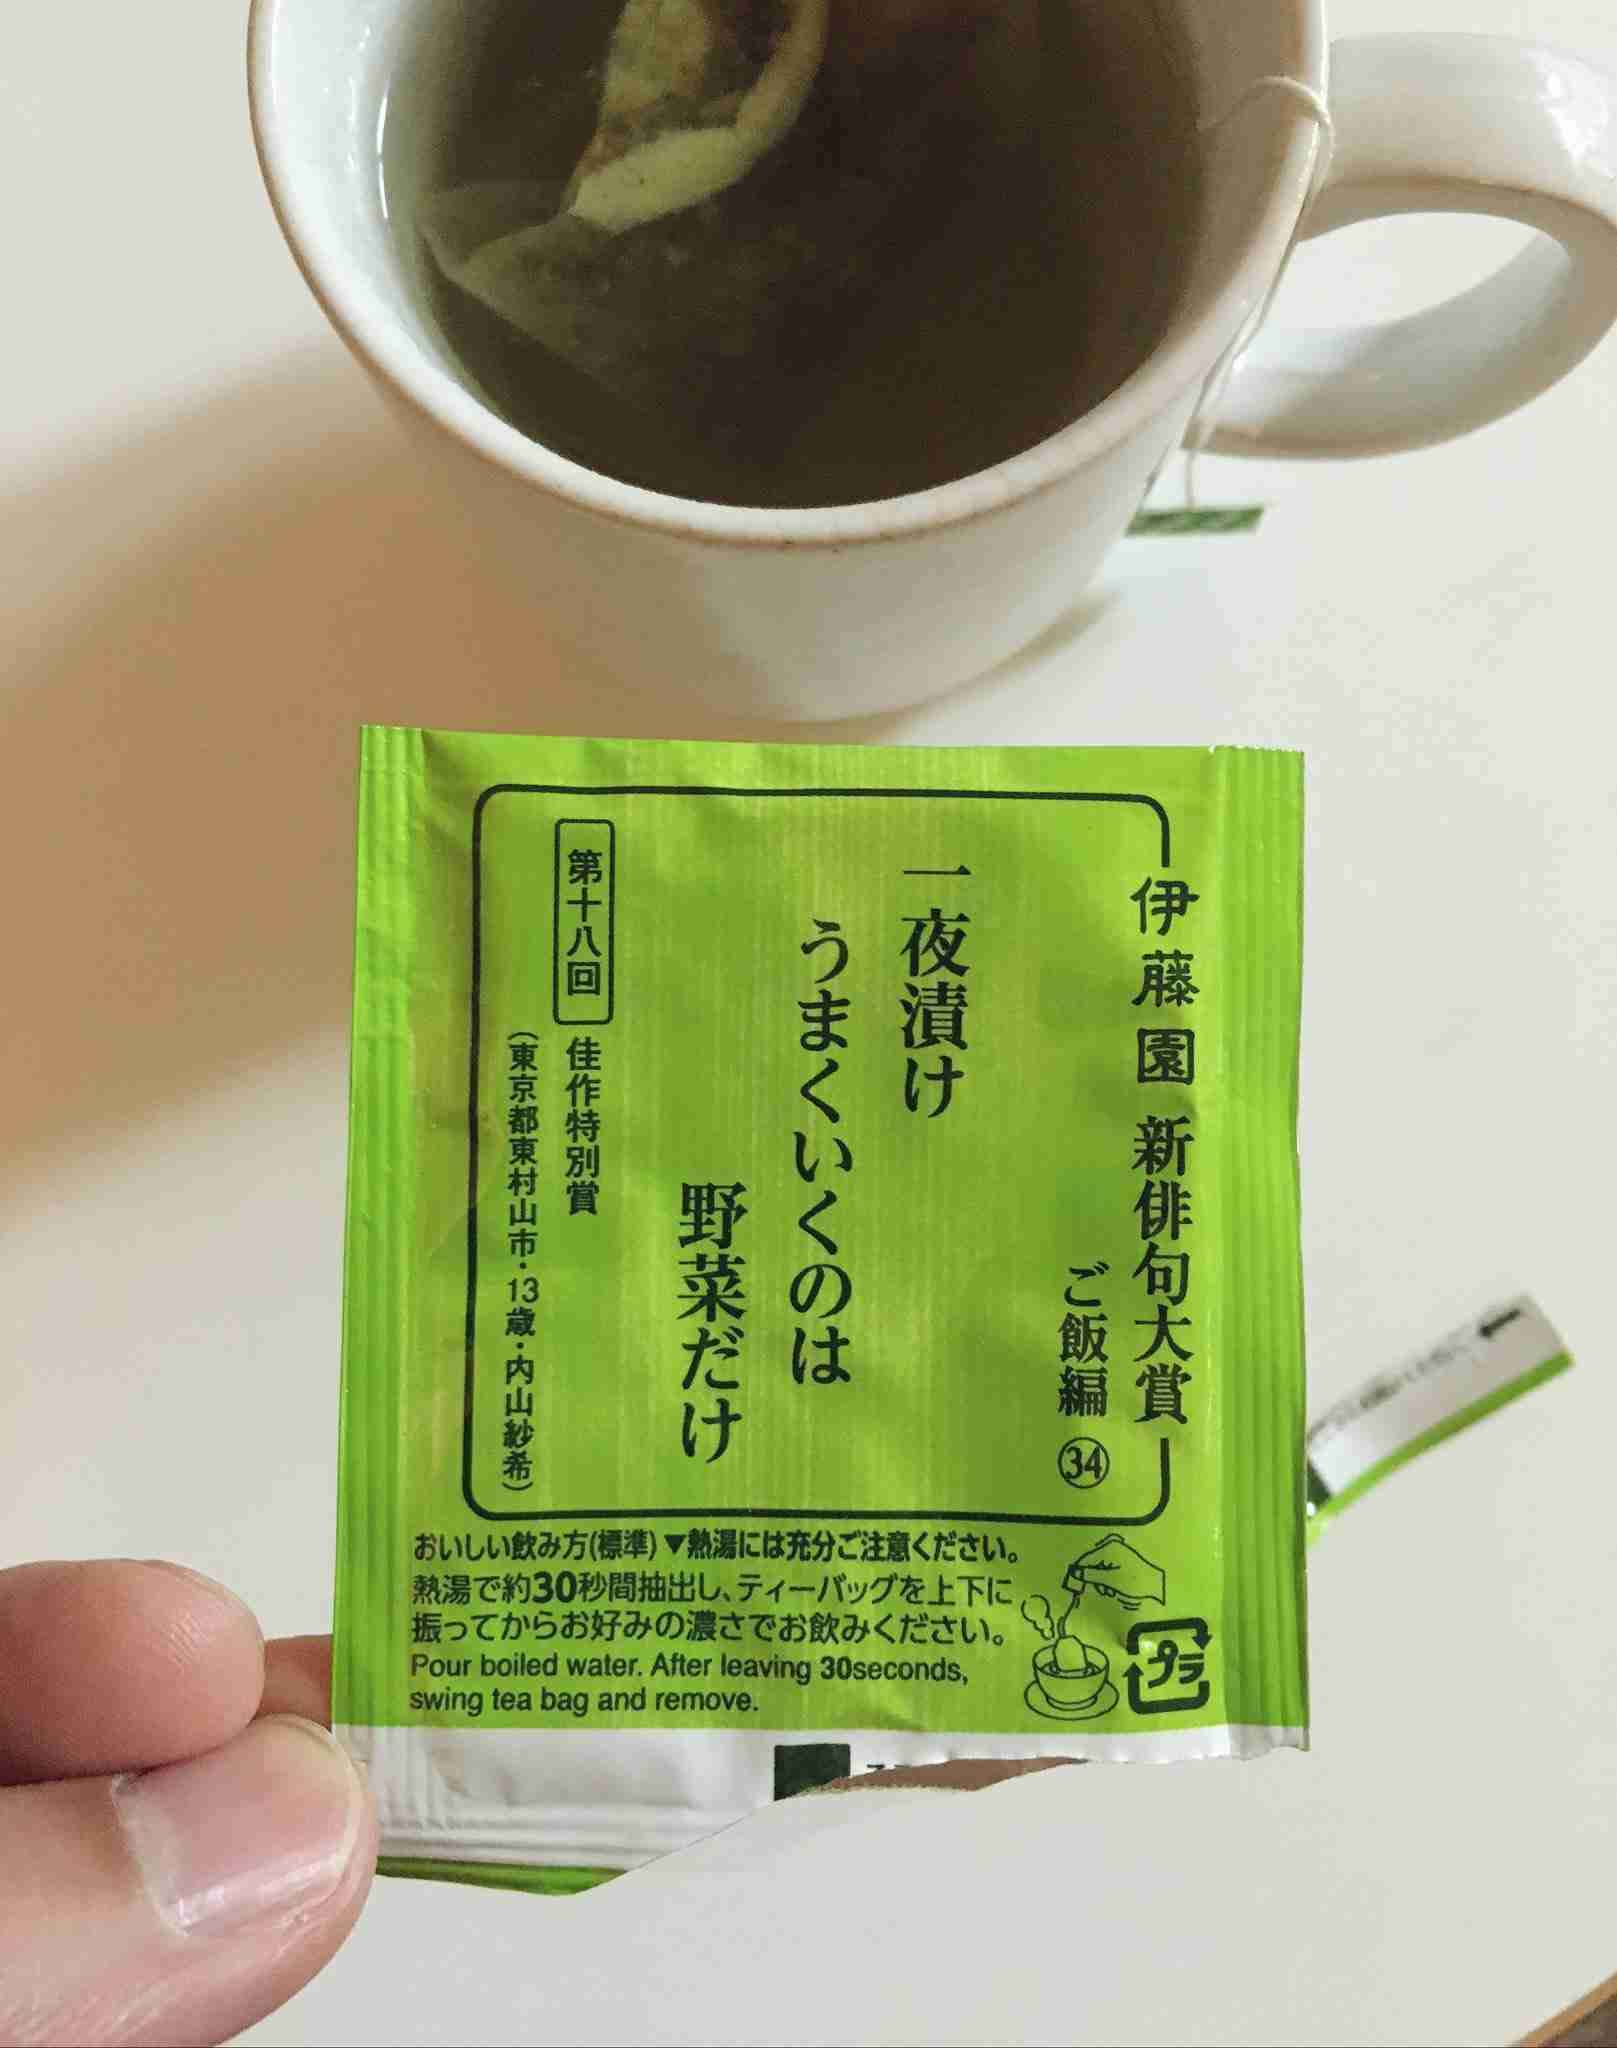 伊藤園 新俳句大賞
ご飯編 ㉞
一夜漬け
うまくいくのは
野菜だけ
第十八回 佳作特別賞
(東京都東村山市・13歳・内山紗希)
おいしい飲み方(標準) ▼熱湯には充分ご注意ください。
熱湯で約30秒間抽出し、ティーバッグを上下に
振ってからお好みの濃さでお飲みください。
Pour boiled water. After leaving 30seconds,
swing tea bag and remove.
プラ